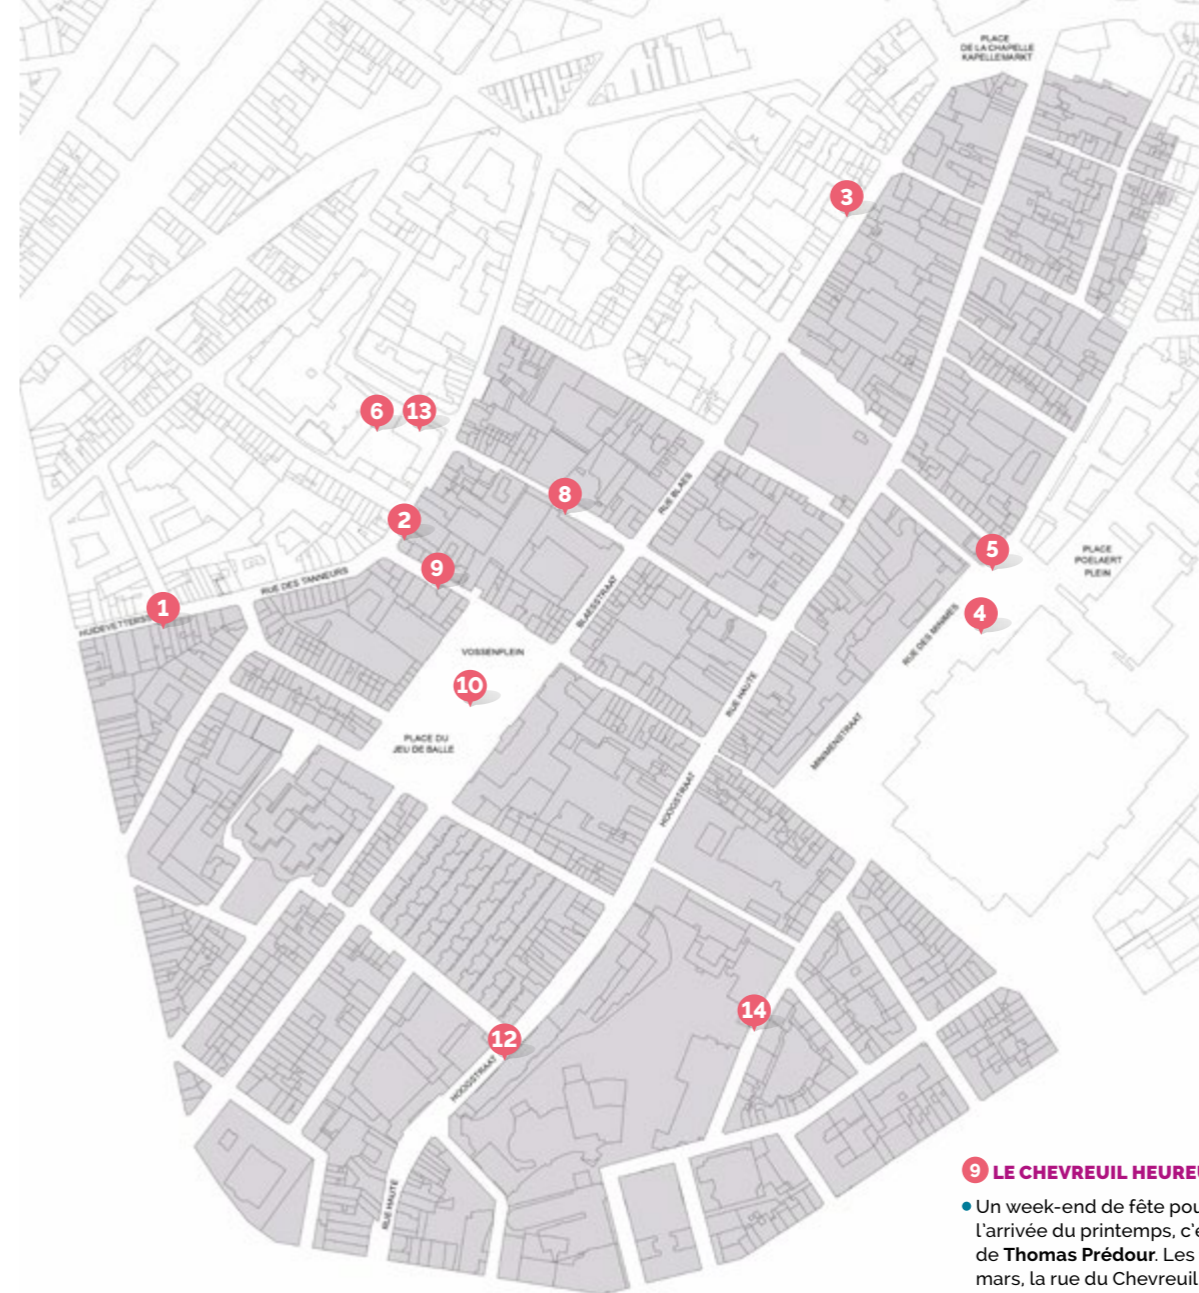 PLACE
DE LA CHAPELLE
KAPELLEMARKT
3
6
13
8
RUE BLAES
2
5
PLACE
POELAERT
PLEIN
9
RUE DES TANNEURS
1
BLAESSTRAAT
4
RUE DES MINIMES
VOSSENPLEIN
10
RUE HAUTE
PLACE DU
JEU DE BALLE
MINIMENSTRAAT
HOOGSTRAAT
14
12
HOOGSTRAAT
RUE HAUTE
9 LE CHEVREUIL HEUREU
• Un week-end de fête pou
l'arrivée du printemps, c'e
de Thomas Prédour. Les
mars, la rue du Chevreuil